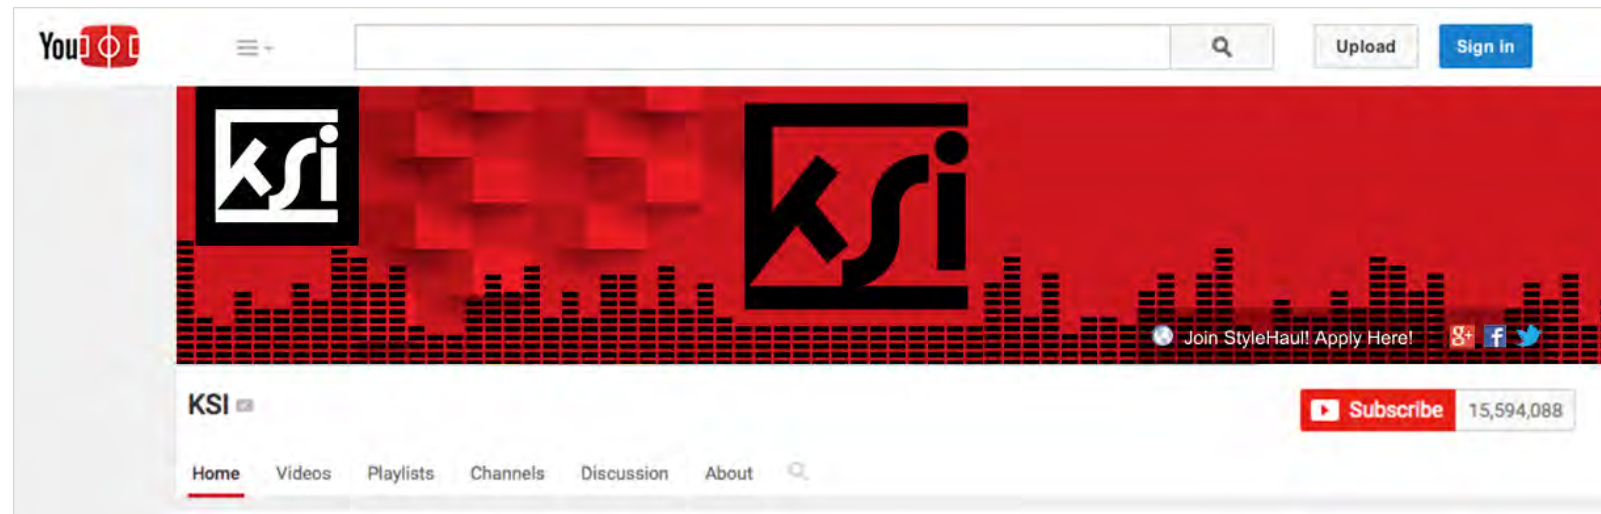 You
Upload
Sign in
KSI
KSI
Join StyleHaul! Apply Here!
g+ f
KSI
Subscribe 15,594,088
Home Videos Playlists Channels Discussion About